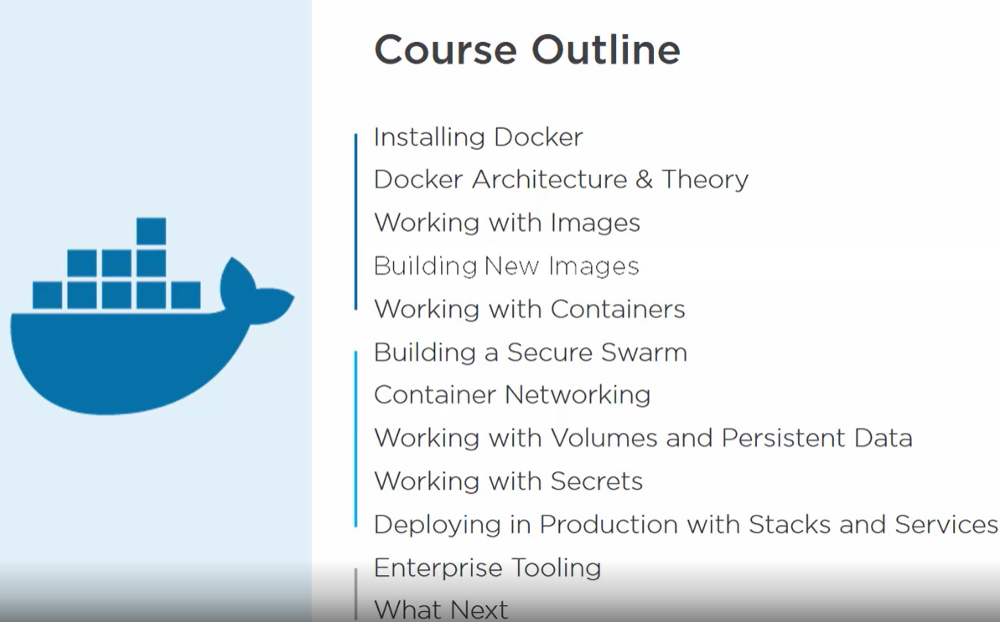 Course Outline
Installing Docker
Docker Architecture & Theory
Working with Images
Building New Images
Working with Containers
Building a Secure Swarm
Container Networking
Working with Volumes and Persistent Data
Working with Secrets
Deploying in Production with Stacks and Services
Enterprise Tooling
What Next